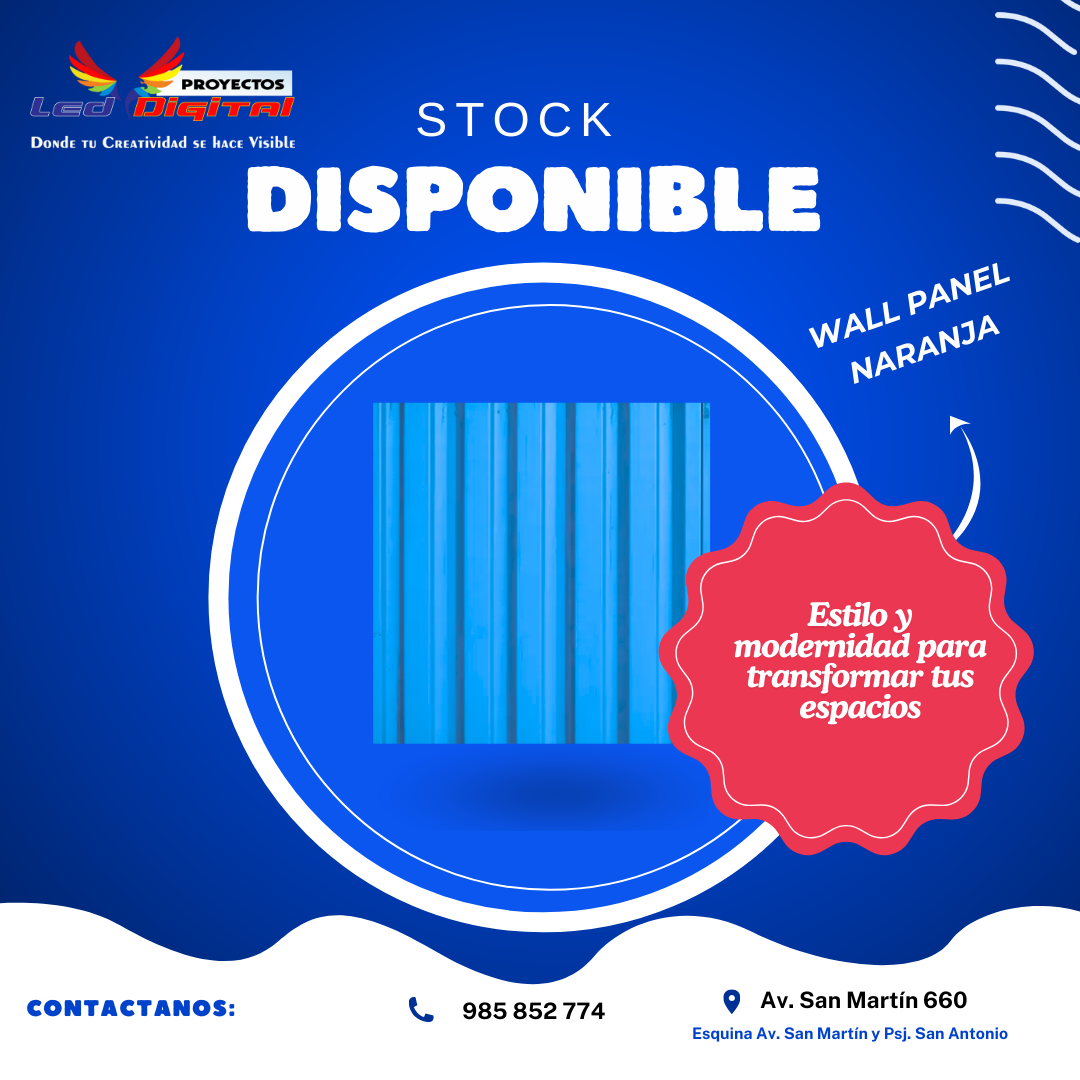 PROYECTOS
Led Digital
Donde tu Creatividad se hace Visible
STOCK
DISPONIBLE
WALL PANEL
NARANJA
Estilo y
modernidad para
transformar tus
espacios
CONTACTANOS:
985 852 774
Av. San Martín 660
Esquina Av. San Martín y Psj. San Antonio